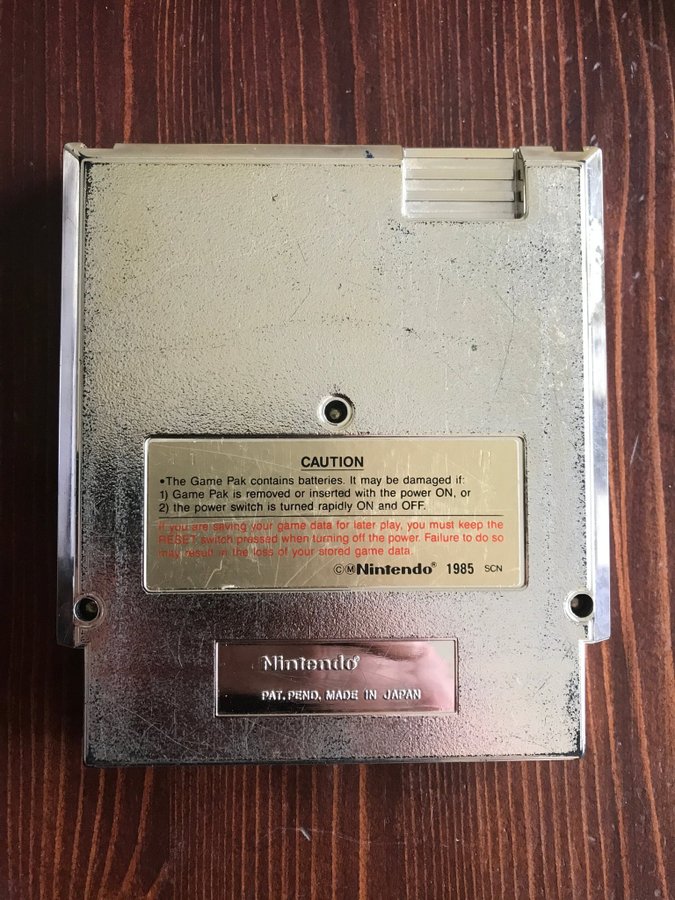 CAUTION
•The Game Pak contains batteries. It may be damaged if:
1) Game Pak is removed or inserted with the power ON, or
2) the power switch is turned rapidly ON and OFF.
If you are saving your game data for later play, you must keep the
RESET switch pressed when turning off the power. Failure to do so
may result in the loss of your stored game data.
©ⓂNintendo® 1985 SCN
Nintendo®
PAT. PEND. MADE IN JAPAN